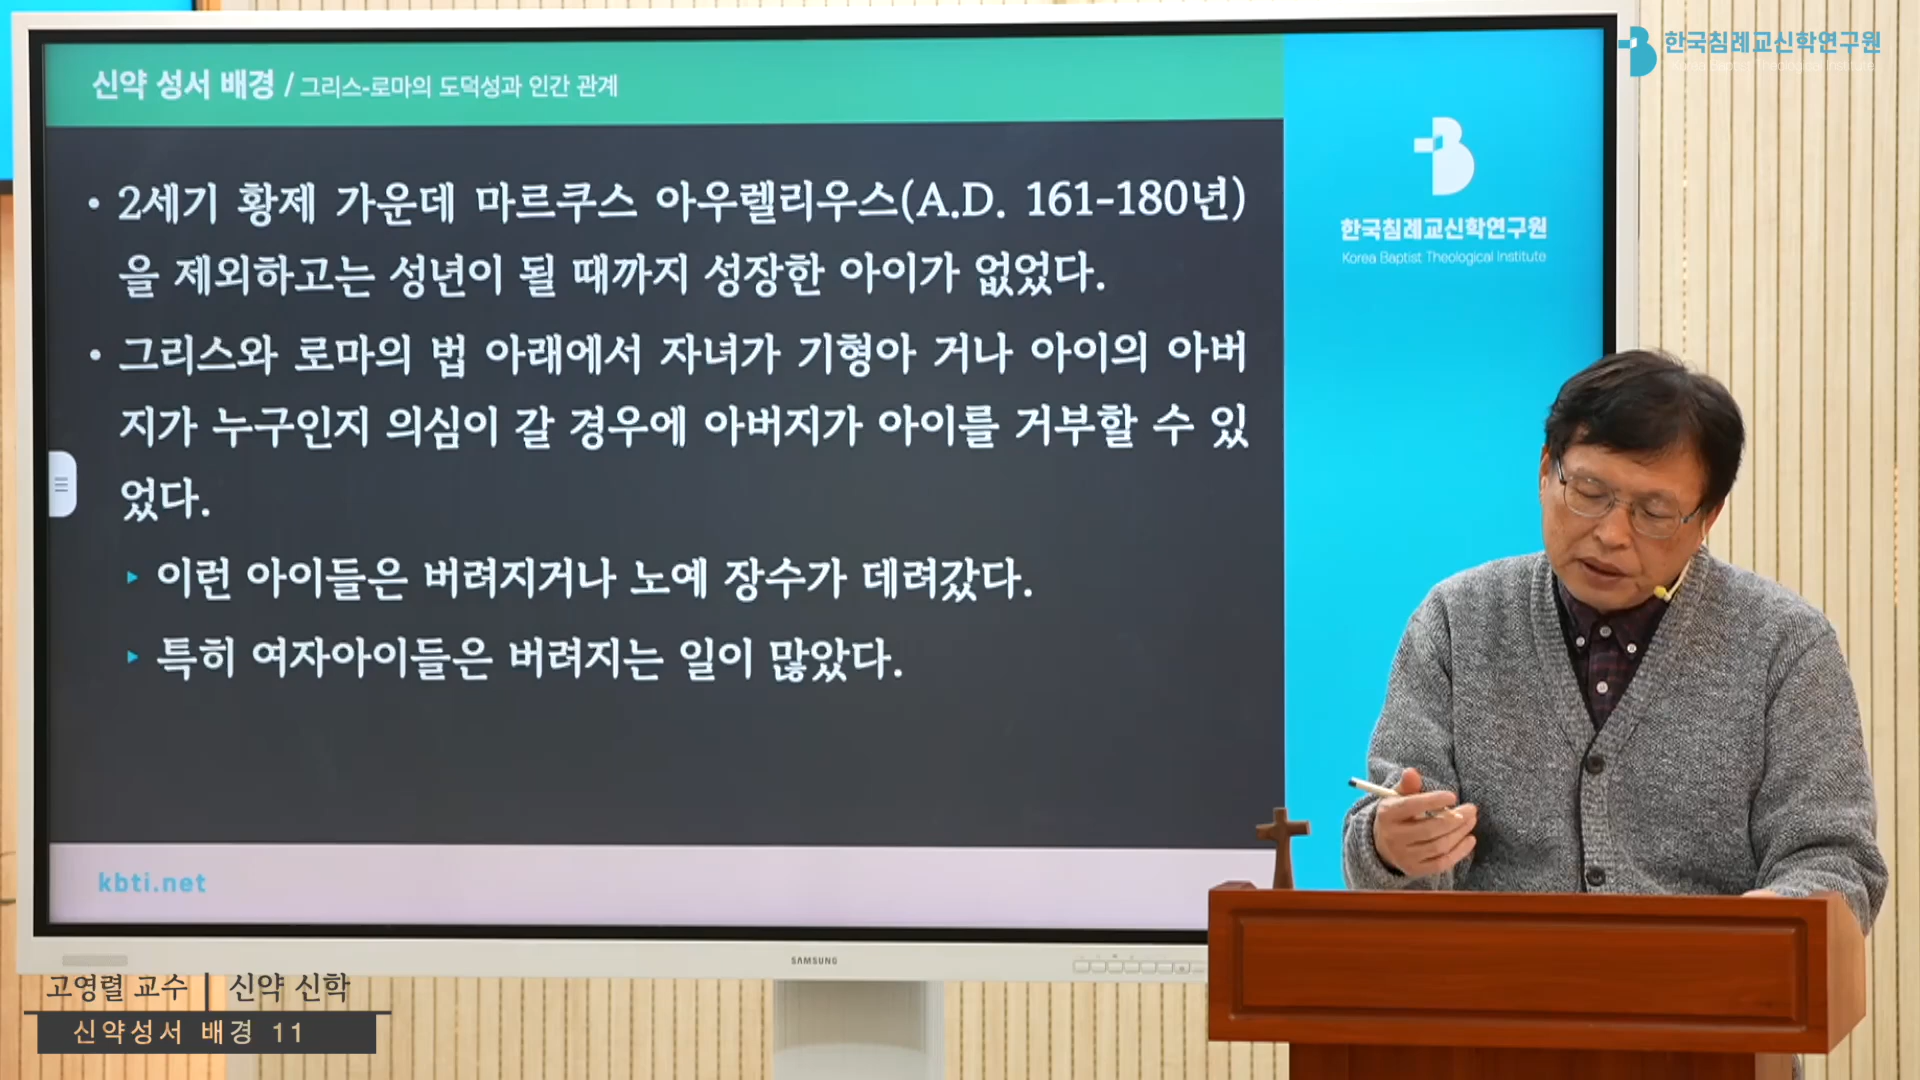 신약 성서 배경 / 그리스-로마의 도덕성과 인간 관계
• 2세기 황제 가운데 마르쿠스 아우렐리우스(A.D. 161-180년)
을 제외하고는 성년이 될 때까지 성장한 아이가 없었다.
• 그리스와 로마의 법 아래에서 자녀가 기형아 거나 아이의 아버
지가 누구인지 의심이 갈 경우에 아버지가 아이를 거부할 수 있
었다.
▸ 이런 아이들은 버려지거나 노예 장수가 데려갔다.
▸ 특히 여자아이들은 버려지는 일이 많았다.
kbti.net
한국침례교신학연구원
Korea Baptist Theological Institute
한국침례교신학연구원
Korea Baptist Theological Institute
SAMSUNG
고영렬 교수 | 신약 신학
신약성서 배경 11